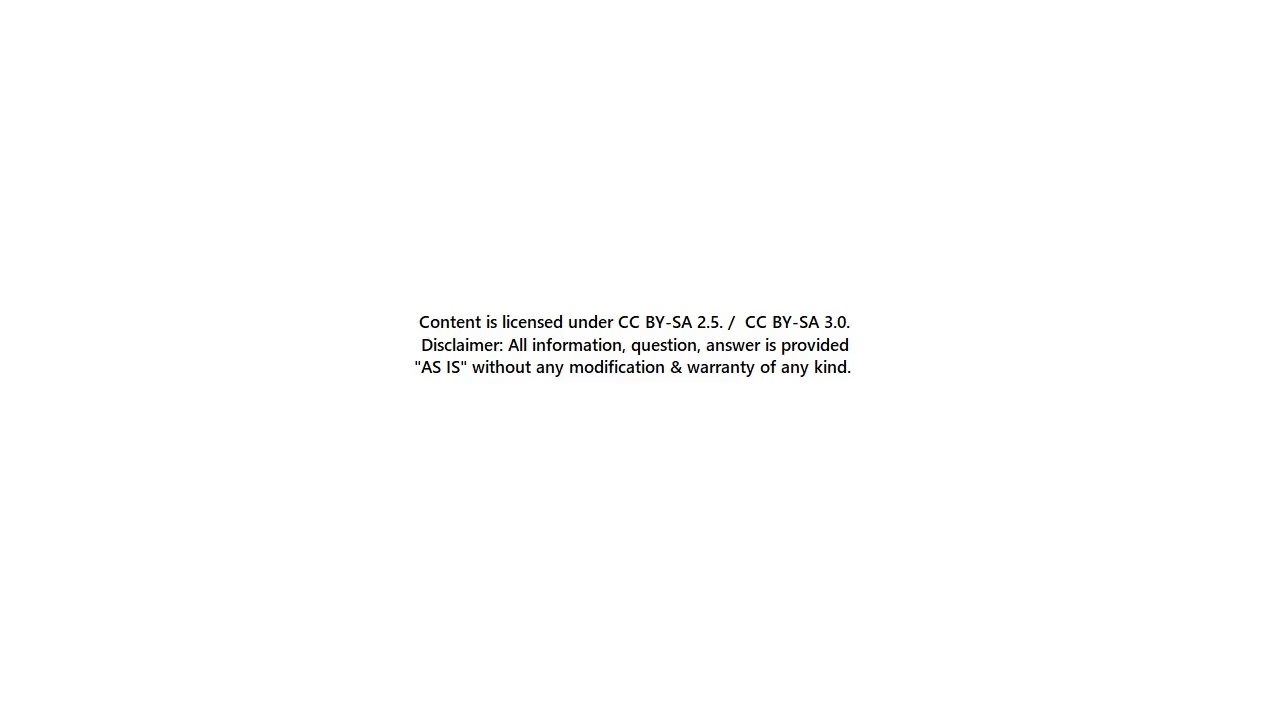 Content is licensed under CC BY-SA 2.5. /  CC BY-SA 3.0.
Disclaimer: All information, question, answer is provided
"AS IS" without any modification & warranty of any kind.